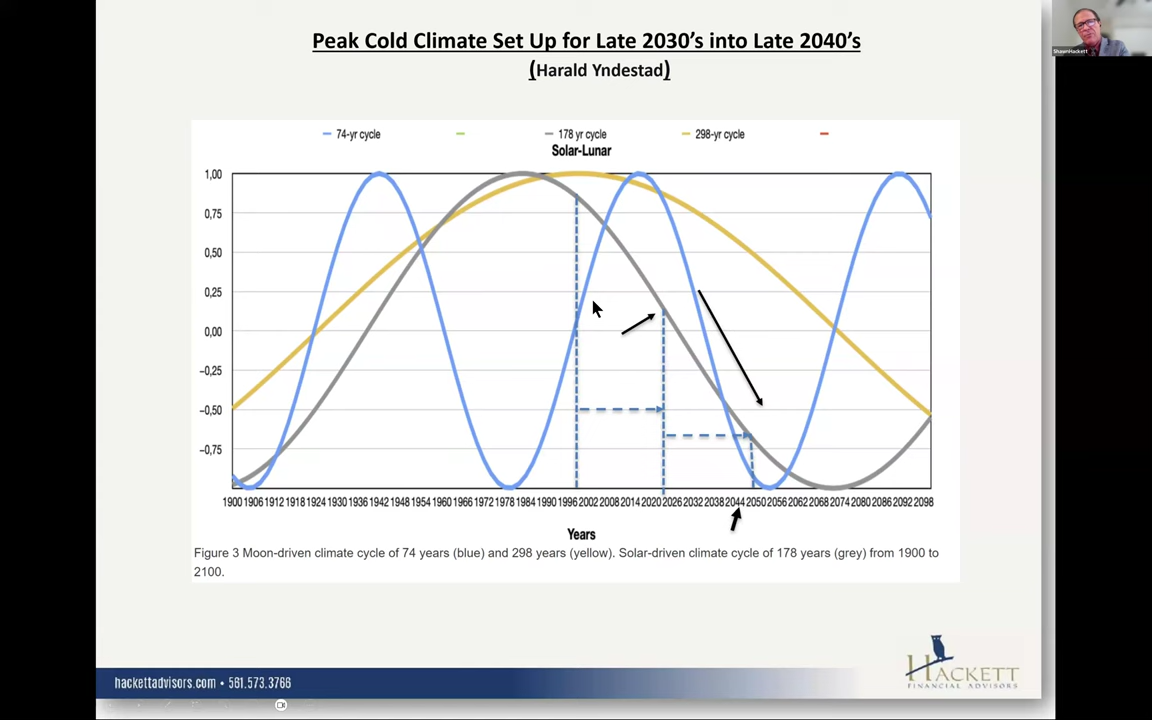 Peak Cold Climate Set Up for Late 2030's into Late 2040's
(Harald Yndestad)
ShawnHackett
74-yr cycle 178 yr cycle 298-yr cycle
Solar-Lunar
1,00
0,75
0,50
0,25
0,00
-0,25
-0,50
-0,75
1900 1906 1912 1918 1924 1930 1936 1942 1948 1954 1960 1966 1972 1978 1984 1990 1996 2002 2008 2014 2020 2026 2032 2038 2044 2050 2056 2062 2068 2074 2080 2086 2092 2098
Years
Figure 3 Moon-driven climate cycle of 74 years (blue) and 298 years (yellow). Solar-driven climate cycle of 178 years (grey) from 1900 to
2100.
hackettadvisors.com • 561.573.3766
HACKETT
FINANCIAL ADVISORS